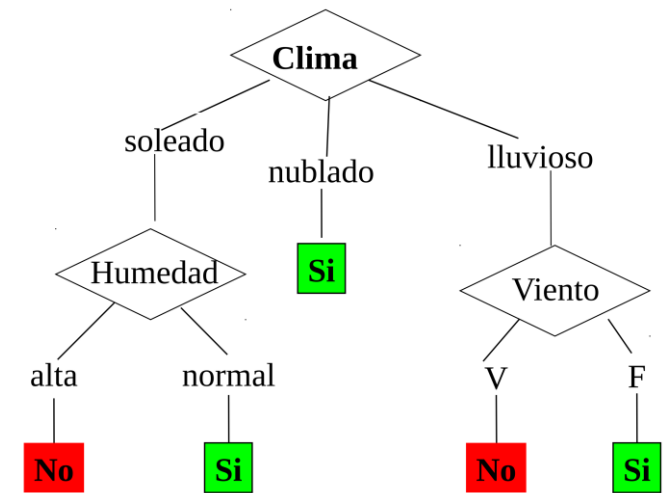 Clima
soleado
nublado
lluvioso
Humedad
Si
Viento
alta
normal
V
F
No
Si
No
Si